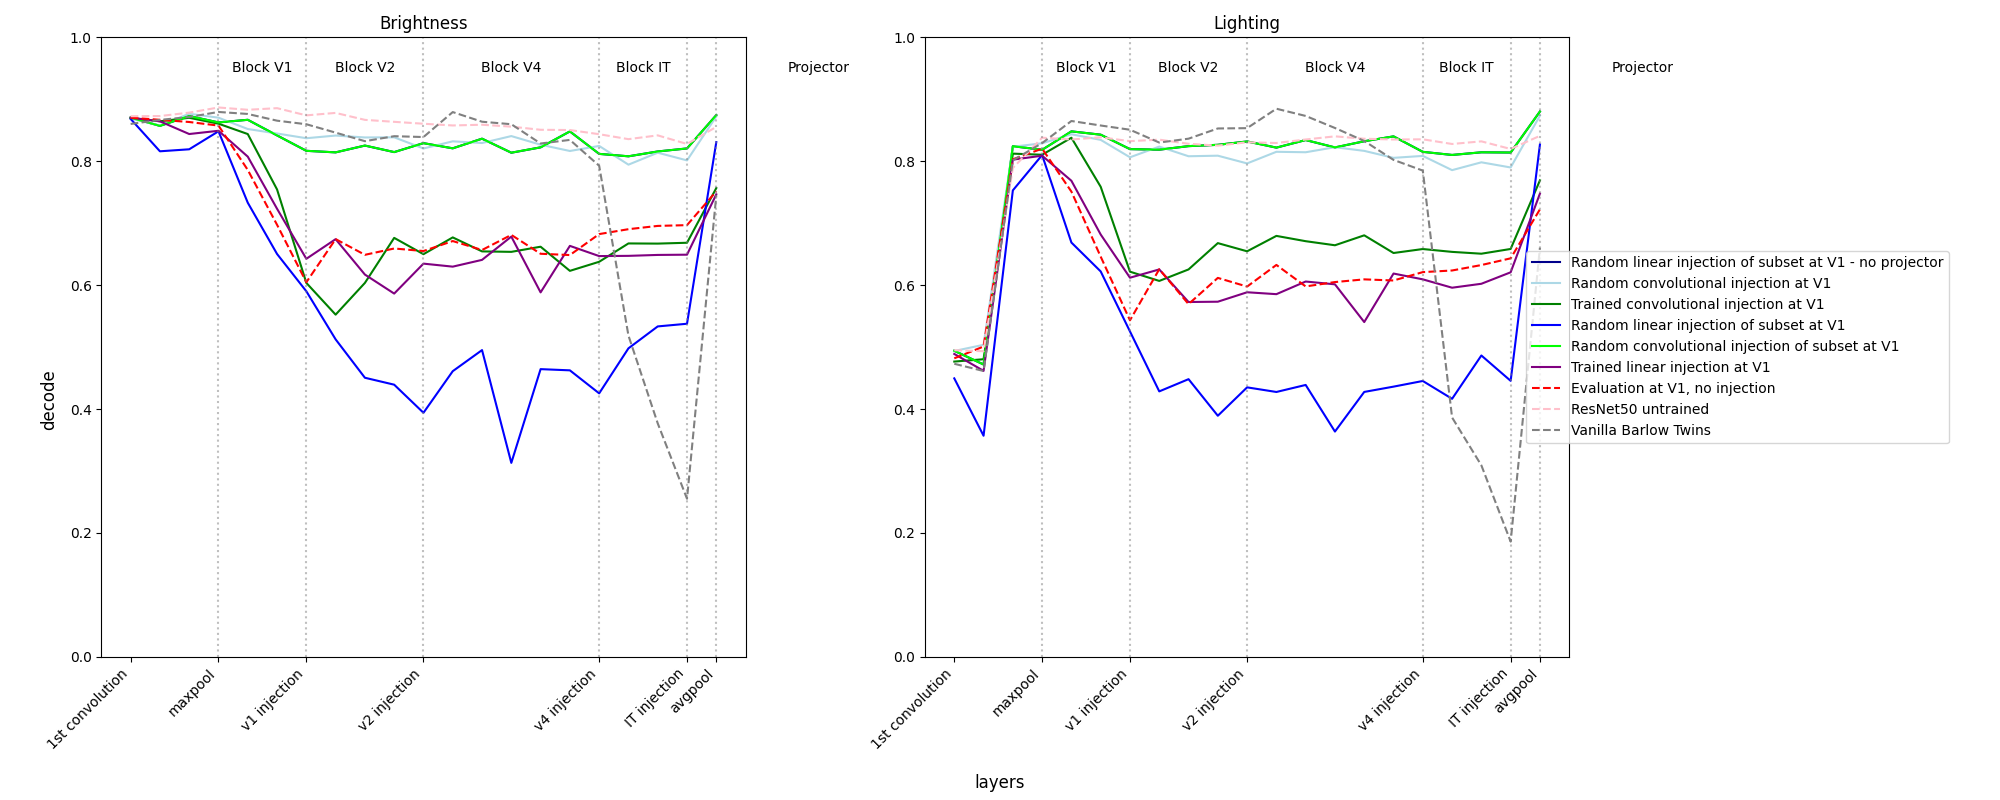 Brightness
Lighting
1.0
0.8
0.6
0.4
0.2
0.0
decode
Block V1
Block V2
Block V4
Block IT
Projector
1st convolution
maxpool
v1 injection
v2 injection
v4 injection
IT injection
avgpool
1.0
0.8
0.6
0.4
0.2
0.0
Block V1
Block V2
Block V4
Block IT
Projector
1st convolution
maxpool
v1 injection
v2 injection
v4 injection
IT injection
avgpool
Random linear injection of subset at V1 - no projector
Random convolutional injection at V1
Trained convolutional injection at V1
Random linear injection of subset at V1
Random convolutional injection of subset at V1
Trained linear injection at V1
Evaluation at V1, no injection
ResNet50 untrained
Vanilla Barlow Twins
layers